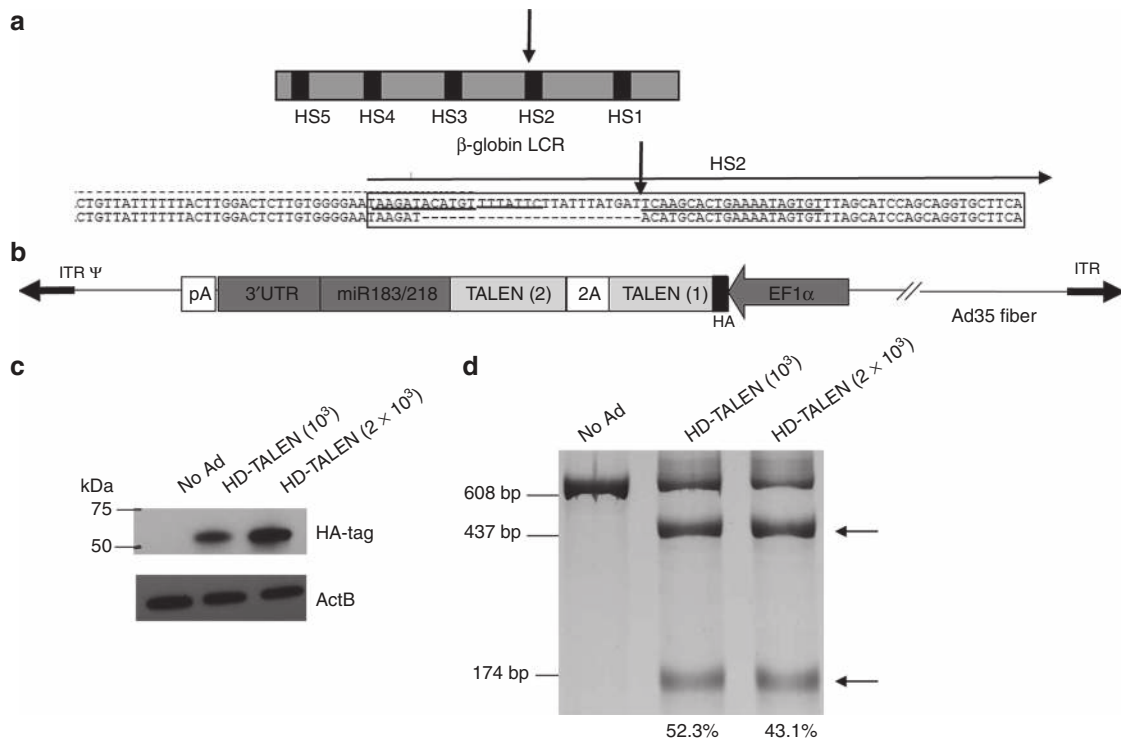 a
HS5 HS4 HS3 HS2 HS1
β-globin LCR
HS2
CTGTTATTTTTTACTTGGACTCTTGTGGGGAATAAGATACATGTTTTATTCTTATTTATGATTCAAGCACTGAAAATAGTGTTTAGCATCCAGCAGGTGCTTCA
CTGTTATTTTTTACTTGGACTCTTGTGGGGAATAAGAT---------------------ACATGCACTGAAAATAGTGTTTAGCATCCAGCAGGTGCTTCA
b
ITR Ψ
ITR
pA 3′UTR miR183/218 TALEN (2) 2A TALEN (1) EF1α
HA
Ad35 fiber
c
No Ad
HD-TALEN (10³)
HD-TALEN (2 × 10³)
kDa
75
50
HA-tag
ActB
d
No Ad
HD-TALEN (10³)
HD-TALEN (2 × 10³)
608 bp
437 bp
174 bp
52.3% 43.1%